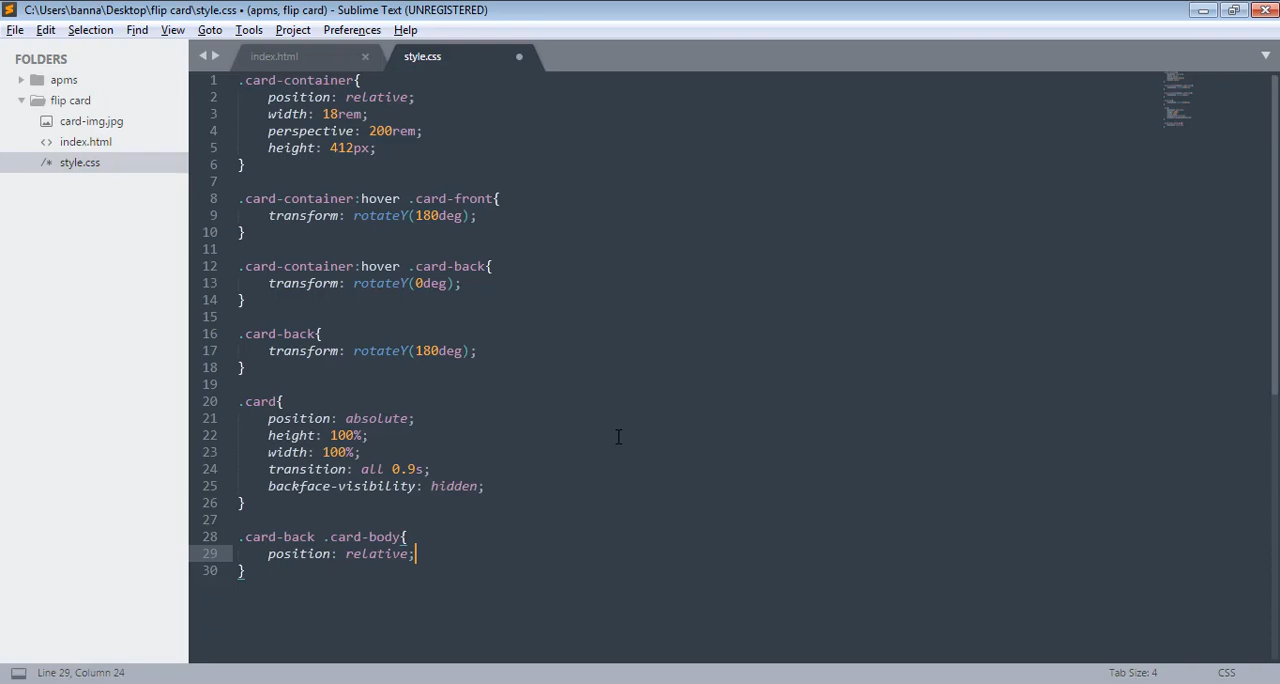 C:\Users\banna\Desktop\flip card\style.css • (apms, flip card) - Sublime Text (UNREGISTERED)
File Edit Selection Find View Goto Tools Project Preferences Help
FOLDERS
apms
flip card
card-img.jpg
<> index.html
/* style.css
index.html
style.css
1 .card-container{
2     position: relative;
3     width: 18rem;
4     perspective: 200rem;
5     height: 412px;
6 }
7
8 .card-container:hover .card-front{
9     transform: rotateY(180deg);
10 }
11
12 .card-container:hover .card-back{
13     transform: rotateY(0deg);
14 }
15
16 .card-back{
17     transform: rotateY(180deg);
18 }
19
20 .card{
21     position: absolute;
22     height: 100%;
23     width: 100%;
24     transition: all 0.9s;
25     backface-visibility: hidden;
26 }
27
28 .card-back .card-body{
29     position: relative;
30 }
Line 29, Column 24
Tab Size: 4
CSS